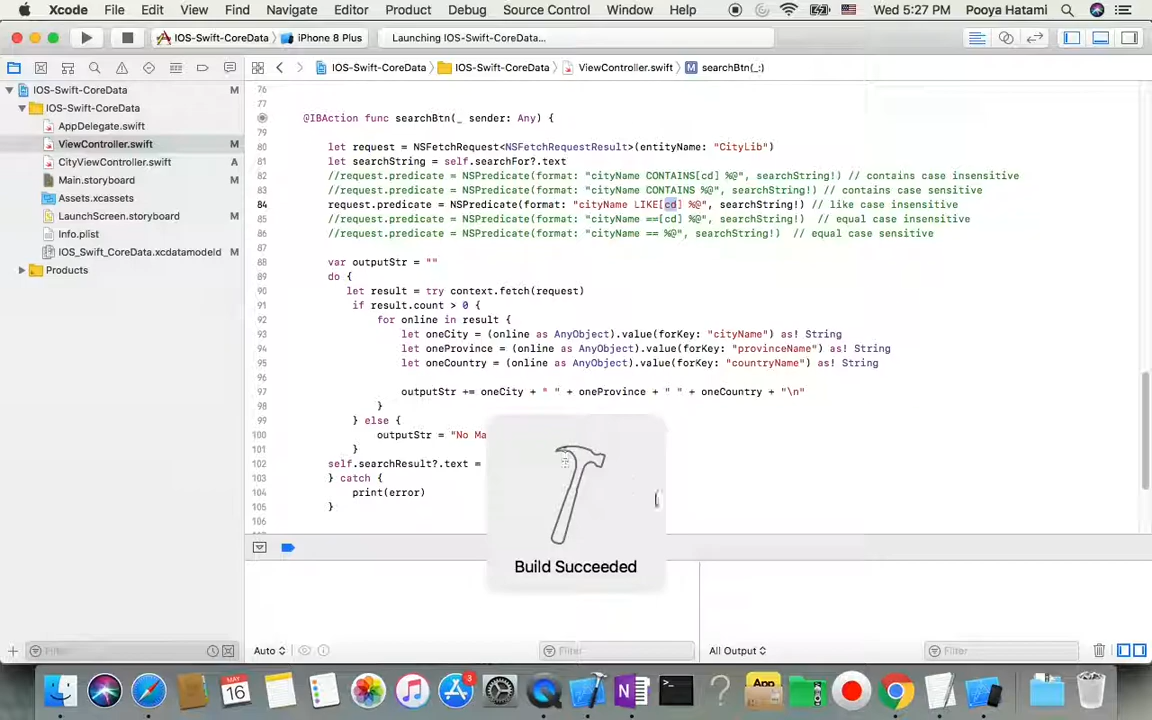 Xcode File Edit View Find Navigate Editor Product Debug Source Control Window Help Wed 5:27 PM Pooya Hatami
IOS-Swift-CoreData iPhone 8 Plus Launching IOS-Swift-CoreData...
IOS-Swift-CoreData IOS-Swift-CoreData ViewController.swift M searchBtn(_:)
IOS-Swift-CoreData M
IOS-Swift-CoreData
AppDelegate.swift
ViewController.swift M
CityViewController.swift A
Main.storyboard M
Assets.xcassets
LaunchScreen.storyboard M
Info.plist
IOS_Swift_CoreData.xcdatamodeld M
Products
76
77
78 @IBAction func searchBtn(_ sender: Any) {
79
80 let request = NSFetchRequest<NSFetchRequestResult>(entityName: "CityLib")
81 let searchString = self.searchFor?.text
82 //request.predicate = NSPredicate(format: "cityName CONTAINS[cd] %@", searchString!) // contains case insensitive
83 //request.predicate = NSPredicate(format: "cityName CONTAINS %@", searchString!) // contains case sensitive
84 request.predicate = NSPredicate(format: "cityName LIKE[cd] %@", searchString!) // like case insensitive
85 //request.predicate = NSPredicate(format: "cityName ==[cd] %@", searchString!) // equal case insensitive
86 //request.predicate = NSPredicate(format: "cityName == %@", searchString!) // equal case sensitive
87
88 var outputStr = ""
89 do {
90 let result = try context.fetch(request)
91 if result.count > 0 {
92 for online in result {
93 let oneCity = (online as AnyObject).value(forKey: "cityName") as! String
94 let oneProvince = (online as AnyObject).value(forKey: "provinceName") as! String
95 let oneCountry = (online as AnyObject).value(forKey: "countryName") as! String
96
97 outputStr += oneCity + " " + oneProvince + " " + oneCountry + "\n"
98 }
99 } else {
100 outputStr = "No Ma
101 }
102 self.searchResult?.text =
103 } catch {
104 print(error)
105 }
106
Build Succeeded
Filter Auto Filter All Output Filter
MAY 16 3 App